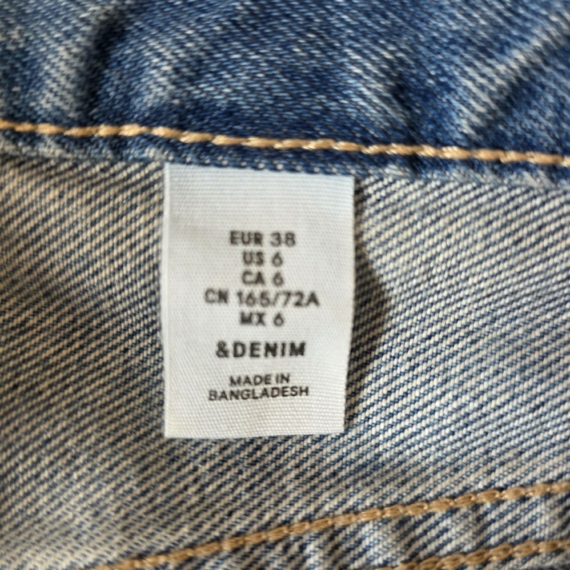 EUR 38
US 6
CA 6
CN 165/72A
MX 6
&DENIM
MADE IN
BANGLADESH